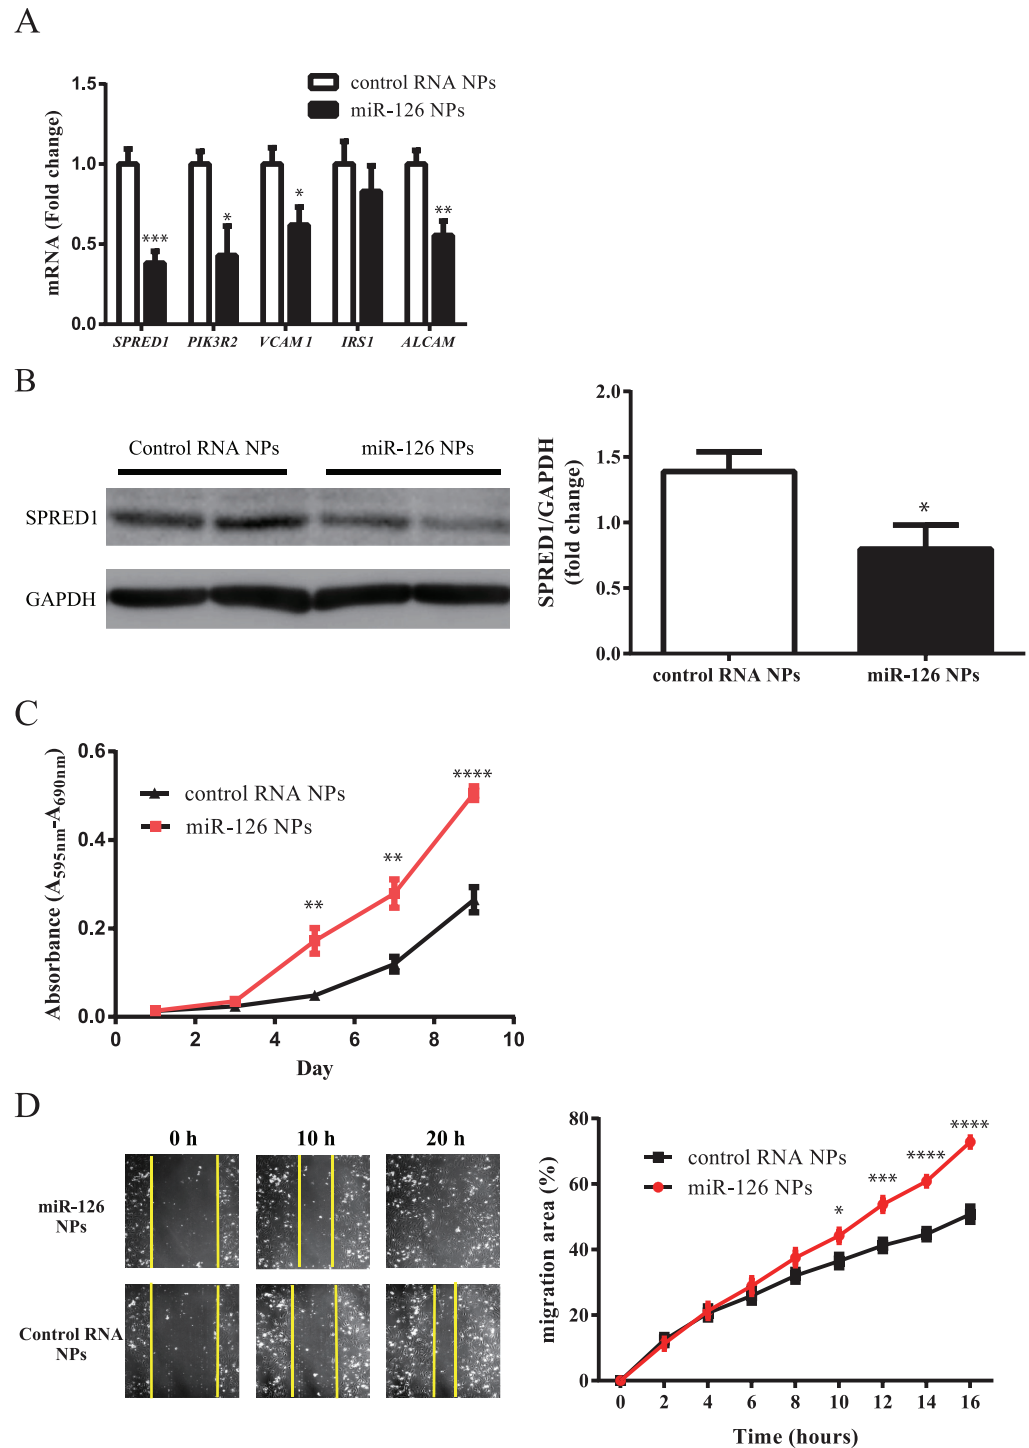 A
control RNA NPs
miR-126 NPs
mRNA (Fold change)
1.5
1.0
0.5
0.0
***
*
*
**
SPRED1 PIK3R2 VCAM 1 IRS1 ALCAM
B
Control RNA NPs miR-126 NPs
SPRED1
GAPDH
SPRED1/GAPDH
(fold change)
2.0
1.5
1.0
0.5
0.0
*
control RNA NPs miR-126 NPs
C
Absorbance (A595nm-A690nm)
0.6
0.4
0.2
0.0
control RNA NPs
miR-126 NPs
**
**
****
0 2 4 6 8 10
Day
D
0 h 10 h 20 h
miR-126
NPs
Control RNA
NPs
migration area (%)
80
60
40
20
0
control RNA NPs
miR-126 NPs
*
***
****
****
0 2 4 6 8 10 12 14 16
Time (hours)